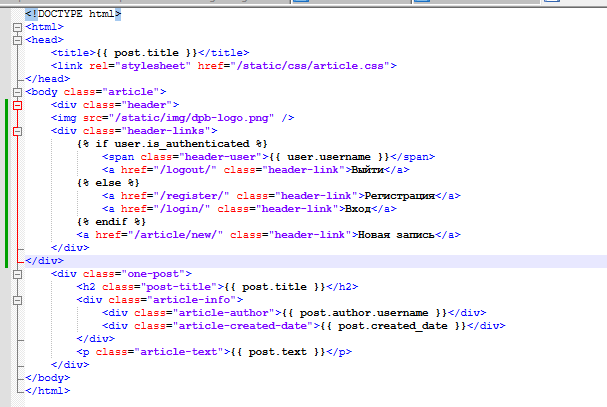 <!DOCTYPE html>
<html>
<head>
    <title>{{ post.title }}</title>
    <link rel="stylesheet" href="/static/css/article.css">
</head>
<body class="article">
    <div class="header">
    <img src="/static/img/dpb-logo.png" />
    <div class="header-links">
        {% if user.is_authenticated %}
            <span class="header-user">{{ user.username }}</span>
            <a href="/logout/" class="header-link">Выйти</a>
        {% else %}
            <a href="/register/" class="header-link">Регистрация</a>
            <a href="/login/" class="header-link">Вход</a>
        {% endif %}
        <a href="/article/new/" class="header-link">Новая запись</a>
    </div>
</div>
    <div class="one-post">
        <h2 class="post-title">{{ post.title }}</h2>
        <div class="article-info">
            <div class="article-author">{{ post.author.username }}</div>
            <div class="article-created-date">{{ post.created_date }}</div>
        </div>
        <p class="article-text">{{ post.text }}</p>
    </div>
</body>
</html>